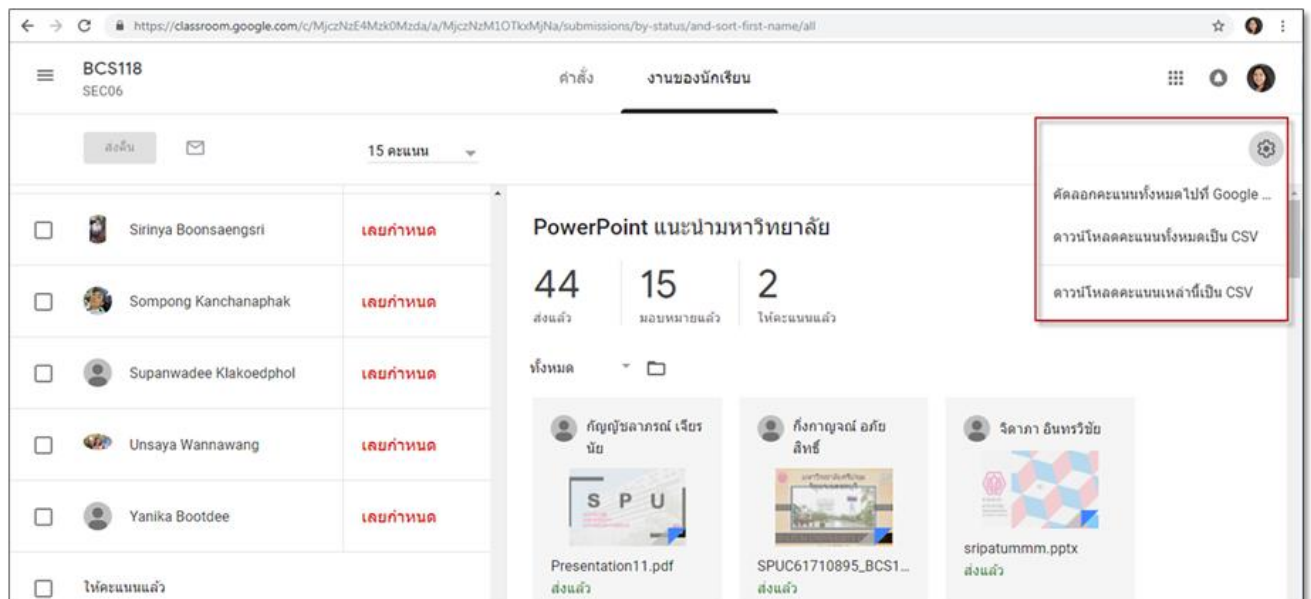 https://classroom.google.com/c/MjczNzE4Mzk0Mzda/a/MjczNzM1OTkxMjNa/submissions/by-status/and-sort-first-name/all
BCS118
SEC06
คำสั่ง
งานของนักเรียน
ส่งคืน
15 คะแนน
คัดลอกคะแนนทั้งหมดไปที่ Google ...
ดาวน์โหลดคะแนนทั้งหมดเป็น CSV
ดาวน์โหลดคะแนนเหล่านี้เป็น CSV
Sirinya Boonsaengsri
เลยกำหนด
Sompong Kanchanaphak
เลยกำหนด
Supanwadee Klakoedphol
เลยกำหนด
Unsaya Wannawang
เลยกำหนด
Yanika Bootdee
เลยกำหนด
ให้คะแนนแล้ว
PowerPoint แนะนำมหาวิทยาลัย
44
ส่งแล้ว
15
มอบหมายแล้ว
2
ให้คะแนนแล้ว
ทั้งหมด
กัญญ์ชลาภรณ์ เจียร
นัย
SPU
Presentation11.pdf
ส่งแล้ว
กิ่งกาญจณ์ อภัย
สิทธิ์
SPUC61710895_BCS1...
ส่งแล้ว
จิดาภา อินทรวิชัย
sripatummm.pptx
ส่งแล้ว